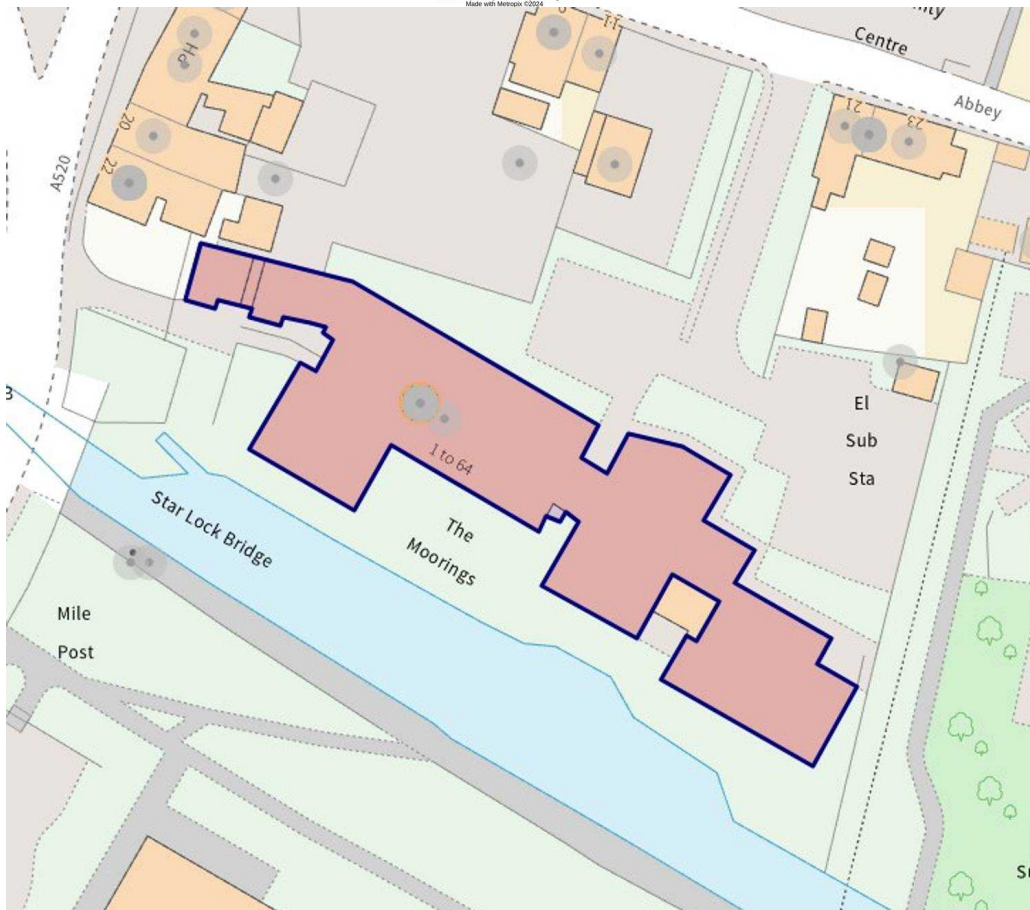 Made with Metropix ©2024
Centre
Abbey
PH
11
21
23
20
22
A520
El
Sub
Sta
1 to 64
The
Moorings
Star Lock Bridge
Mile
Post